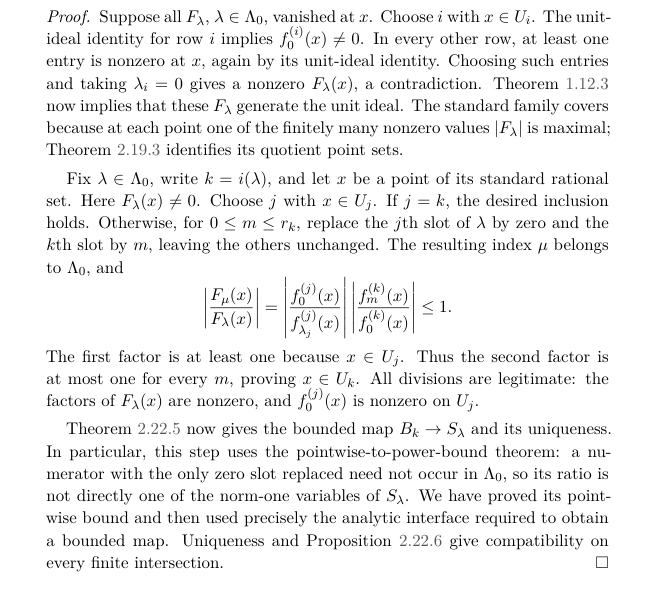 Proof. Suppose all F_λ, λ ∈ Λ₀, vanished at x. Choose i with x ∈ U_i. The unit-
ideal identity for row i implies f₀^{(i)}(x) ≠ 0. In every other row, at least one
entry is nonzero at x, again by its unit-ideal identity. Choosing such entries
and taking λ_i = 0 gives a nonzero F_λ(x), a contradiction. Theorem 1.12.3
now implies that these F_λ generate the unit ideal. The standard family covers
because at each point one of the finitely many nonzero values |F_λ| is maximal;
Theorem 2.19.3 identifies its quotient point sets.
Fix λ ∈ Λ₀, write k = i(λ), and let x be a point of its standard rational
set. Here F_λ(x) ≠ 0. Choose j with x ∈ U_j. If j = k, the desired inclusion
holds. Otherwise, for 0 ≤ m ≤ r_k, replace the jth slot of λ by zero and the
kth slot by m, leaving the others unchanged. The resulting index μ belongs
to Λ₀, and
|F_μ(x)/F_λ(x)| = |f₀^{(j)}(x)/f_{λ_j}^{(j)}(x)| |f_m^{(k)}(x)/f₀^{(k)}(x)| ≤ 1.
The first factor is at least one because x ∈ U_j. Thus the second factor is
at most one for every m, proving x ∈ U_k. All divisions are legitimate: the
factors of F_λ(x) are nonzero, and f₀^{(j)}(x) is nonzero on U_j.
Theorem 2.22.5 now gives the bounded map B_k → S_λ and its uniqueness.
In particular, this step uses the pointwise-to-power-bound theorem: a nu-
merator with the only zero slot replaced need not occur in Λ₀, so its ratio is
not directly one of the norm-one variables of S_λ. We have proved its point-
wise bound and then used precisely the analytic interface required to obtain
a bounded map. Uniqueness and Proposition 2.22.6 give compatibility on
every finite intersection. □